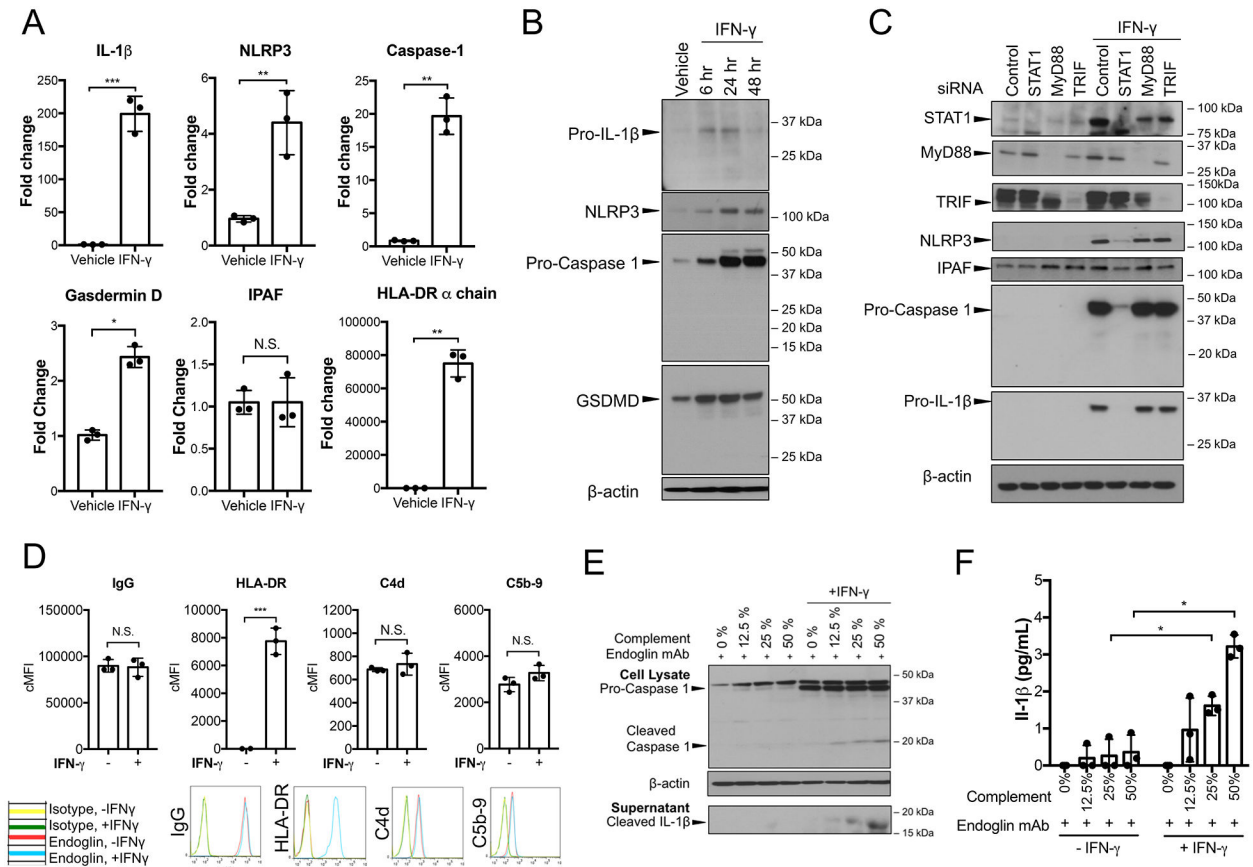 A
IL-1β
NLRP3
Caspase-1
***
**
**
Fold change
250
200
150
100
50
0
Vehicle IFN-γ
Fold change
6
4
2
0
Vehicle IFN-γ
Fold change
25
20
15
10
5
0
Vehicle IFN-γ
Gasdermin D
IPAF
HLA-DR α chain
*
N.S.
**
Fold Change
3
2
1
0
Vehicle IFN-γ
Fold Change
2.0
1.5
1.0
0.5
0.0
Vehicle IFN-γ
Fold Change
100000
80000
60000
40000
20000
0
Vehicle IFN-γ
B
IFN-γ
Vehicle
6 hr
24 hr
48 hr
Pro-IL-1β
37 kDa
25 kDa
NLRP3
100 kDa
Pro-Caspase 1
50 kDa
37 kDa
25 kDa
20 kDa
15 kDa
GSDMD
50 kDa
37 kDa
25 kDa
β-actin
C
IFN-γ
siRNA
Control
STAT1
MyD88
TRIF
Control
STAT1
MyD88
TRIF
STAT1
100 kDa
75 kDa
MyD88
37 kDa
25 kDa
TRIF
150kDa
100 kDa
NLRP3
150 kDa
100 kDa
IPAF
100 kDa
Pro-Caspase 1
50 kDa
37 kDa
20 kDa
Pro-IL-1β
37 kDa
25 kDa
β-actin
D
IgG
HLA-DR
C4d
C5b-9
N.S.
***
N.S.
N.S.
cMFI
150000
100000
50000
0
IFN-γ - +
cMFI
10000
8000
6000
4000
2000
0
IFN-γ - +
cMFI
1200
1000
800
600
400
200
0
IFN-γ - +
cMFI
6000
4000
2000
0
IFN-γ - +
Isotype, -IFNγ
Isotype, +IFNγ
Endoglin, -IFNγ
Endoglin, +IFNγ
IgG
HLA-DR
C4d
C5b-9
E
+IFN-γ
Complement 0 % 12.5 % 25 % 50 % 0 % 12.5 % 25 % 50 %
Endoglin mAb + + + + + + + +
Cell Lysate
Pro-Caspase 1
50 kDa
37 kDa
Cleaved
Caspase 1
20 kDa
β-actin
Supernatant
Cleaved IL-1β
20 kDa
15 kDa
F
*
*
Il-1β (pg/mL)
5
4
3
2
1
0
Complement 0% 12.5% 25% 50% 0% 12.5% 25% 50%
Endoglin mAb + + + + + + + +
- IFN-γ
+ IFN-γ